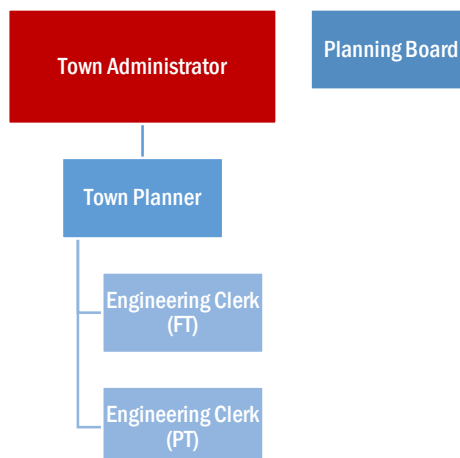 Town Administrator
Planning Board
Town Planner
Engineering Clerk
(FT)
Engineering Clerk
(PT)